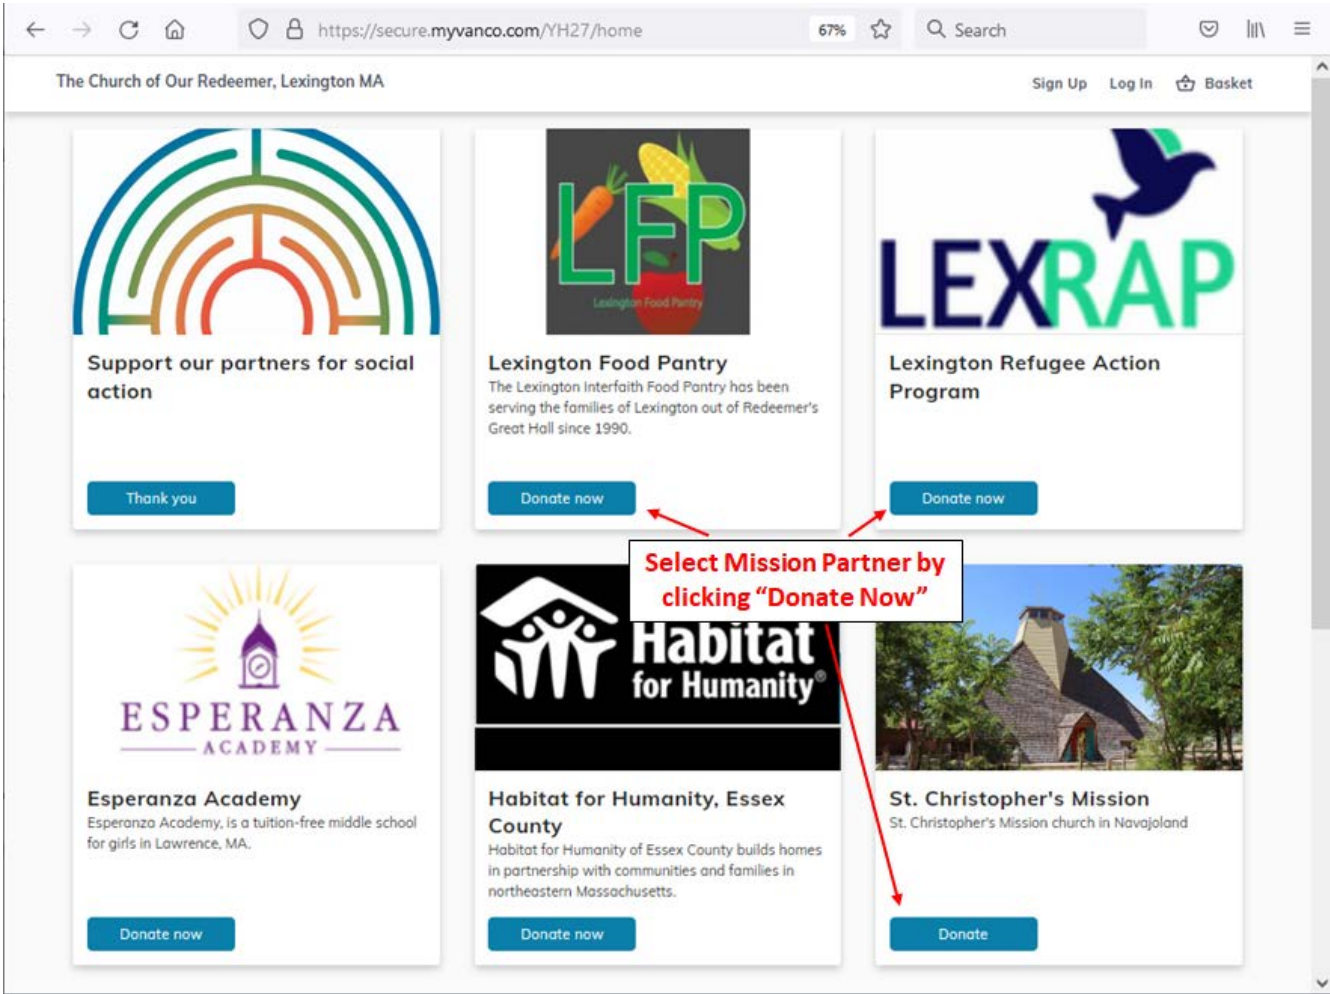 https://secure.myvanco.com/YH27/home
67%
Search
The Church of Our Redeemer, Lexington MA
Sign Up
Log In
Basket
Support our partners for social
action
Thank you
LFP
Lexington Food Pantry
Lexington Food Pantry
The Lexington Interfaith Food Pantry has been
serving the families of Lexington out of Redeemer's
Great Hall since 1990.
Donate now
LEXRAP
Lexington Refugee Action
Program
Donate now
Select Mission Partner by
clicking “Donate Now”
ESPERANZA
ACADEMY
Esperanza Academy
Esperanza Academy, is a tuition-free middle school
for girls in Lawrence, MA.
Donate now
Habitat
for Humanity®
Habitat for Humanity, Essex
County
Habitat for Humanity of Essex County builds homes
in partnership with communities and families in
northeastern Massachusetts.
Donate now
St. Christopher's Mission
St. Christopher's Mission church in Navajoland
Donate